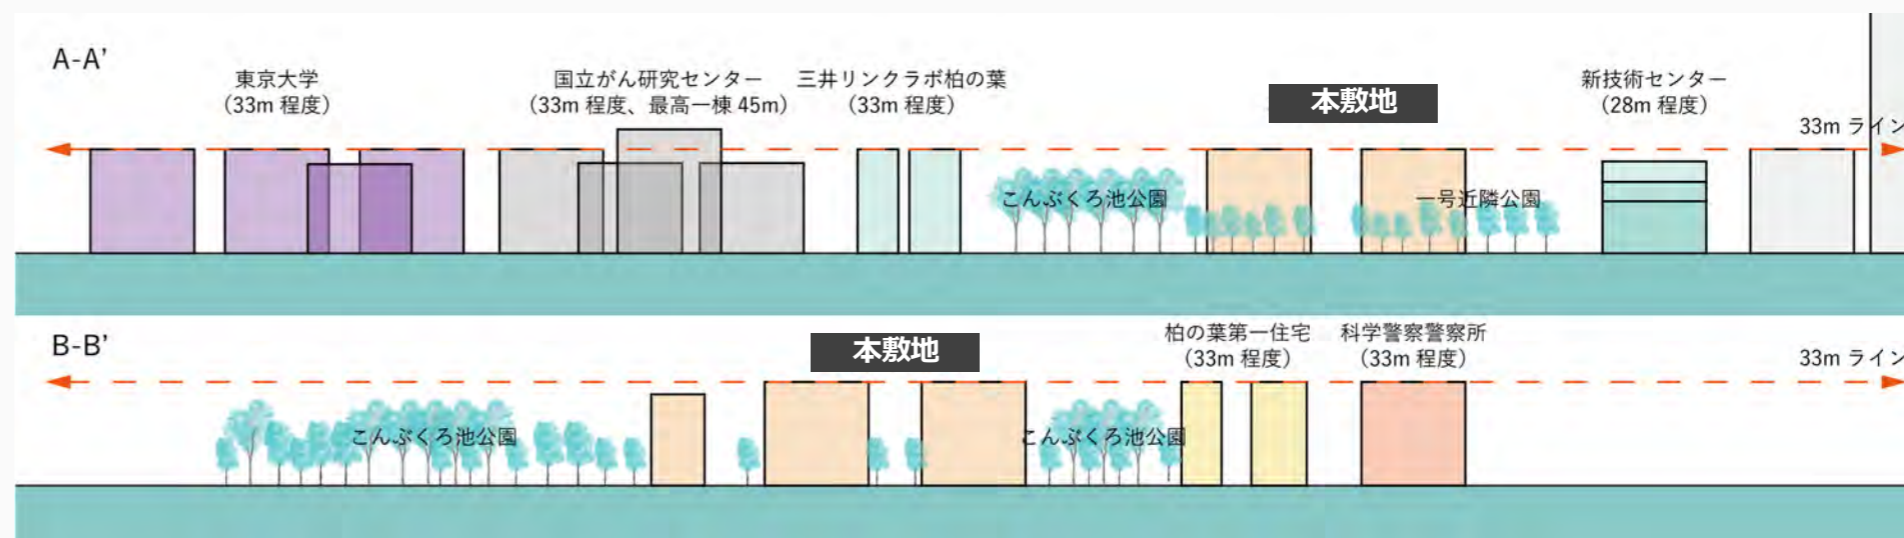 A-A'
東京大学
（33m 程度）
国立がん研究センター
（33m 程度、最高一棟 45m）
三井リンクラボ柏の葉
（33m 程度）
本敷地
新技術センター
（28m 程度）
33m ライン
こんぶくろ池公園
一号近隣公園
B-B'
本敷地
柏の葉第一住宅
（33m 程度）
科学警察警察所
（33m 程度）
33m ライン
こんぶくろ池公園
こんぶくろ池公園